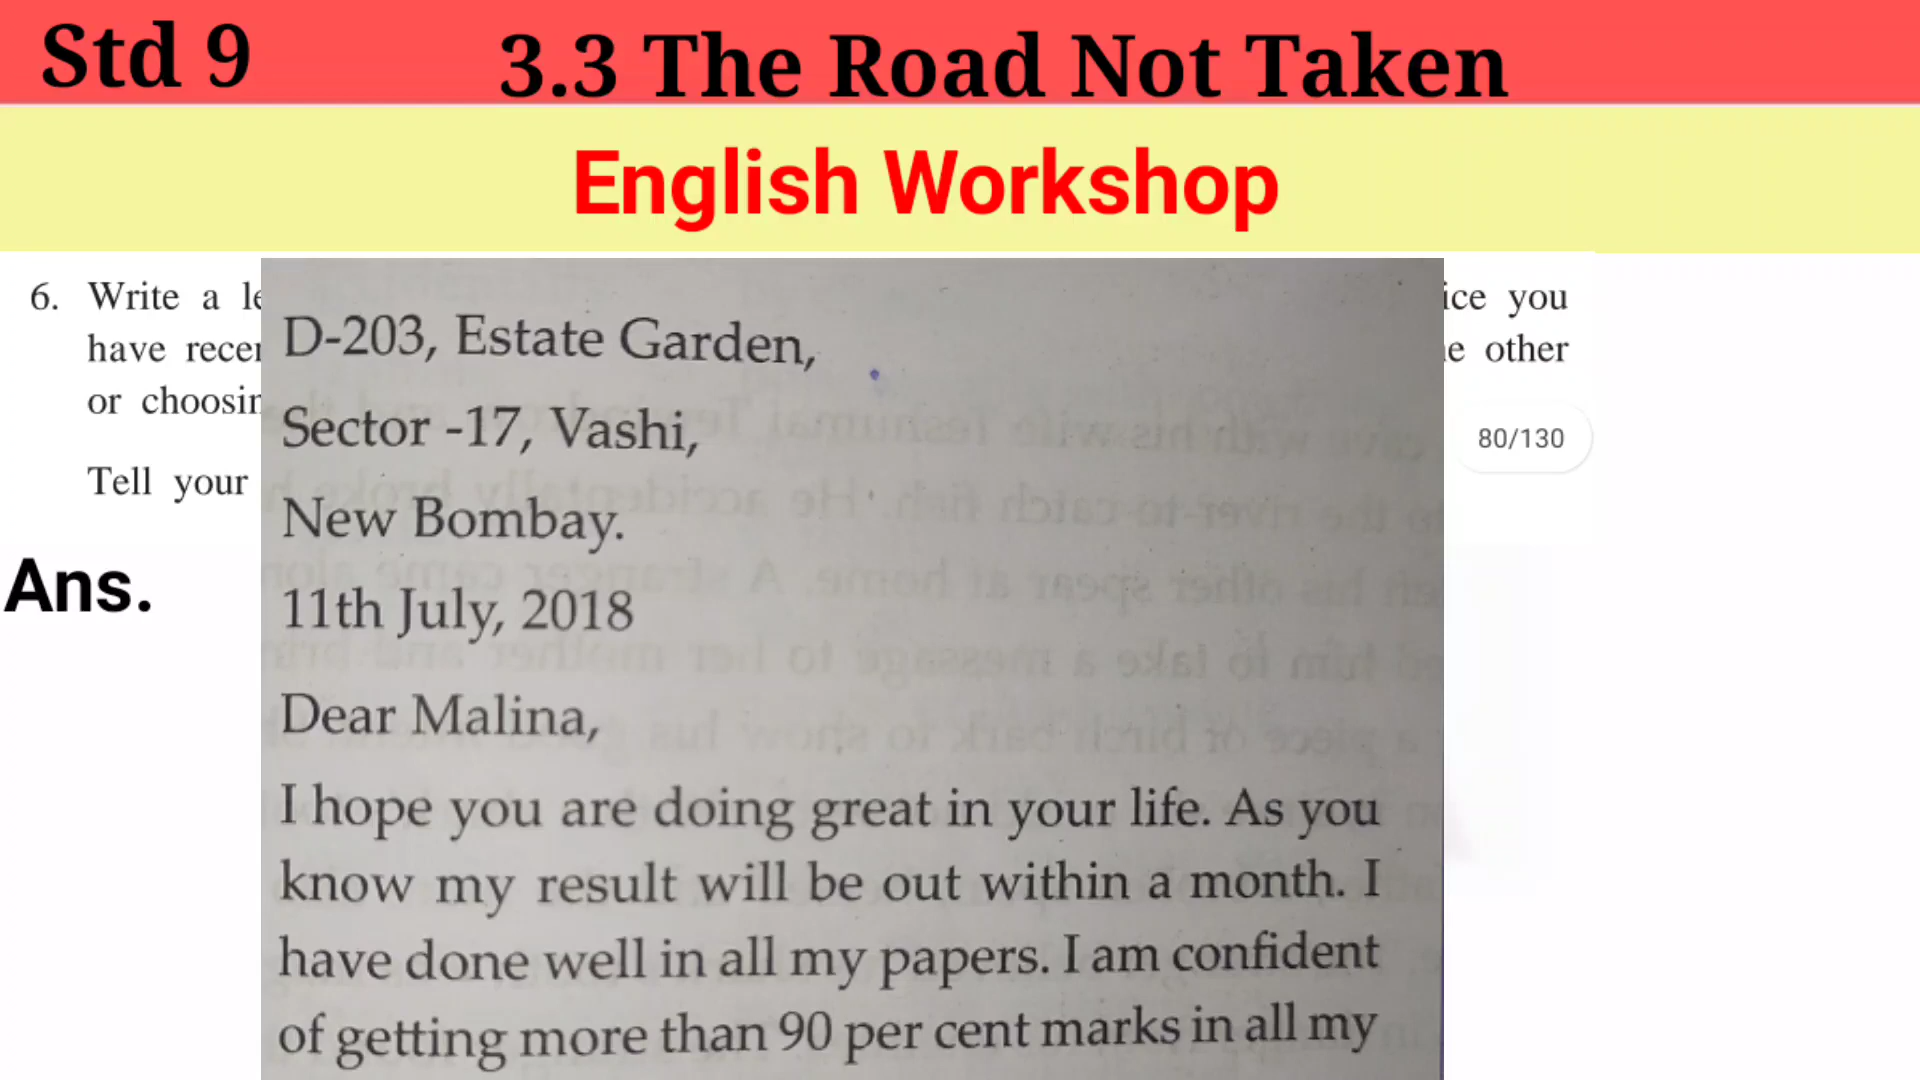 Std 9 3.3 The Road Not Taken
English Workshop
6. Write a ice you
have other
or
Tell your
80/130
Ans.
D-203, Estate Garden,
Sector -17, Vashi,
New Bombay.
11th July, 2018
Dear Malina,
I hope you are doing great in your life. As you
know my result will be out within a month. I
have done well in all my papers. I am confident
of getting more than 90 per cent marks in all my